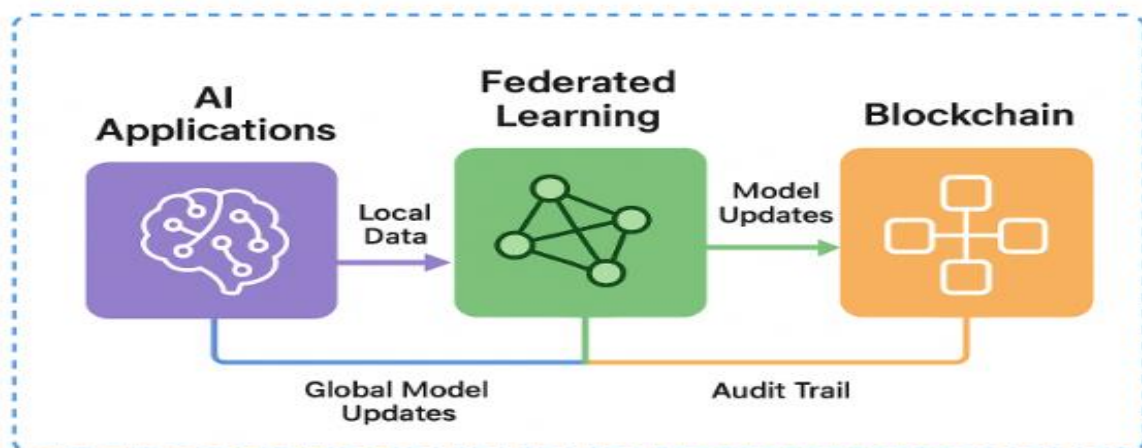 AI
Applications
Federated
Learning
Blockchain
Local
Data
Model
Updates
Global Model
Updates
Audit Trail